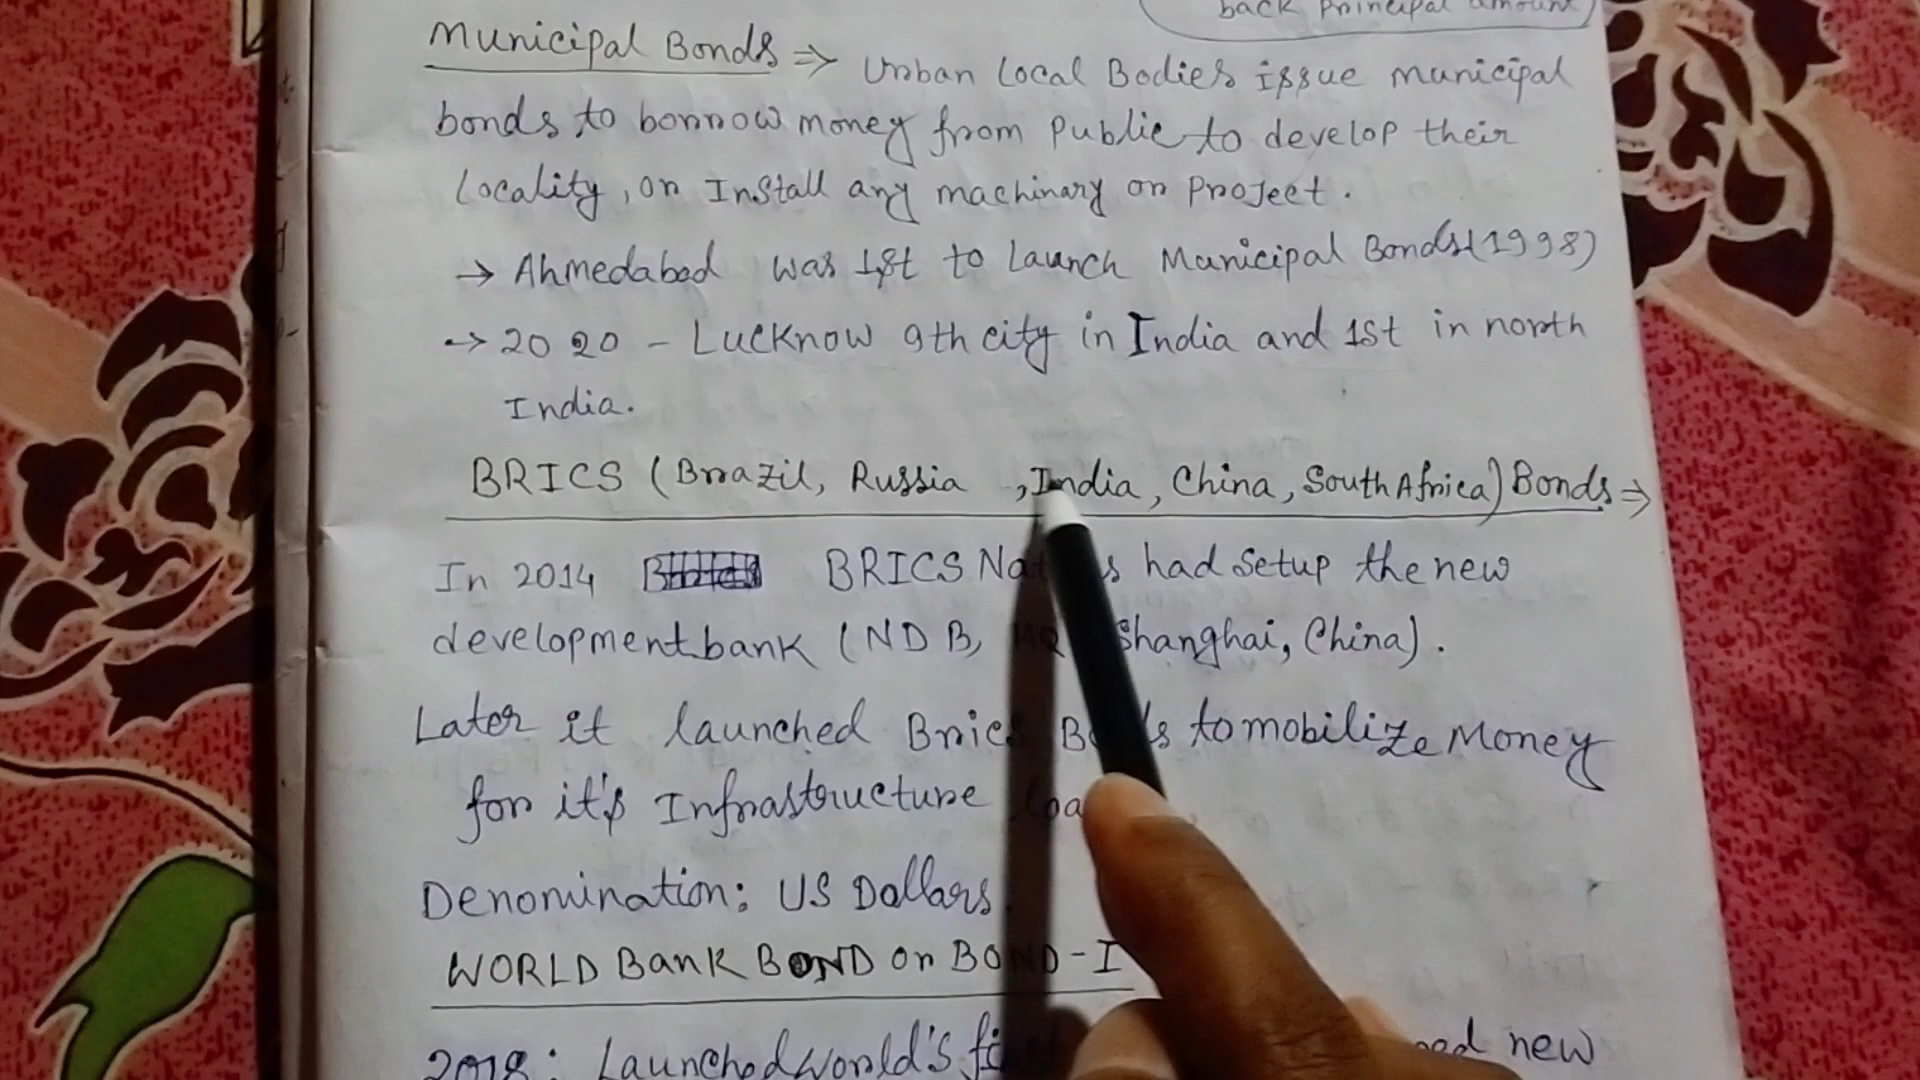 back Principal amount)
Municipal Bonds ⇒ Urban Local Bodies issue municipal
bonds to borrow money from Public to develop their
Locality, or Install any machinary or Project.
→ Ahmedabad was 1st to Launch Municipal Bonds (1998)
→ 2020 - Lucknow 9th city in India and 1st in north
India.
BRICS (Brazil, Russia , India, China, South Africa) Bonds ⇒
In 2014 BRICS had setup the new
development bank (NDB, Shanghai, China).
Later it launched Brics to mobilize Money
for it's Infrastructure
Denomination: US Dollars
WORLD Bank BOND or BOND-I
2018: Launched World's new